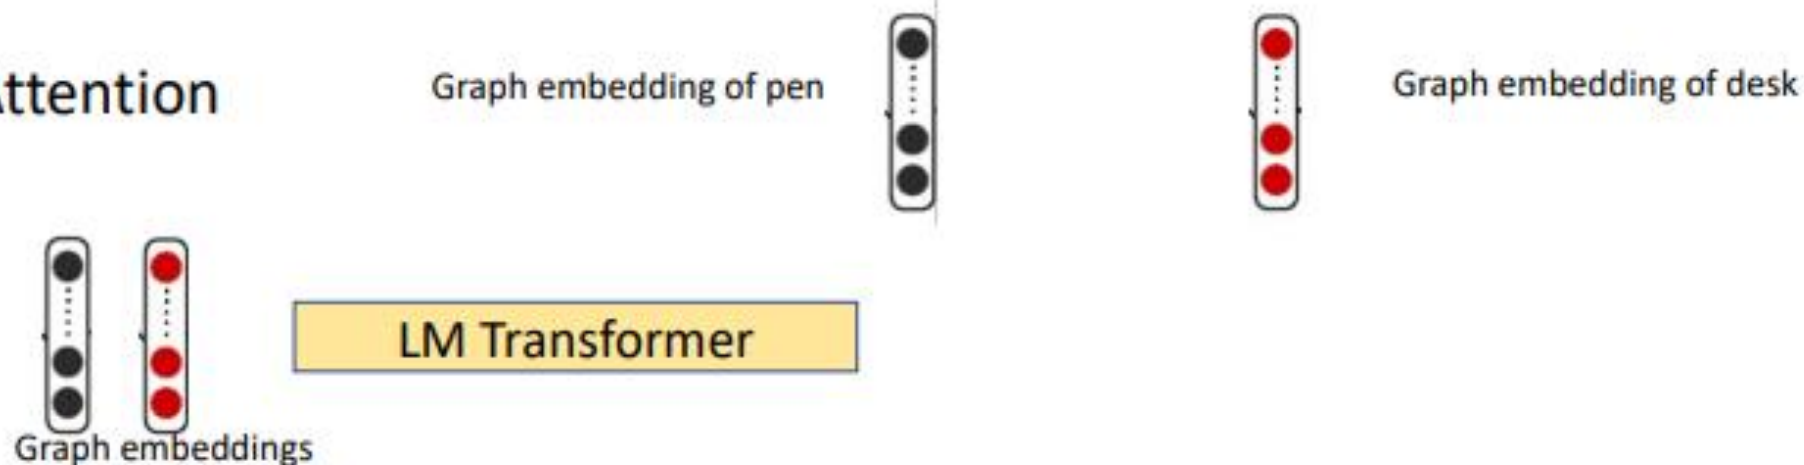 ttention
Graph embedding of pen
Graph embedding of desk
LM Transformer
Graph embeddings